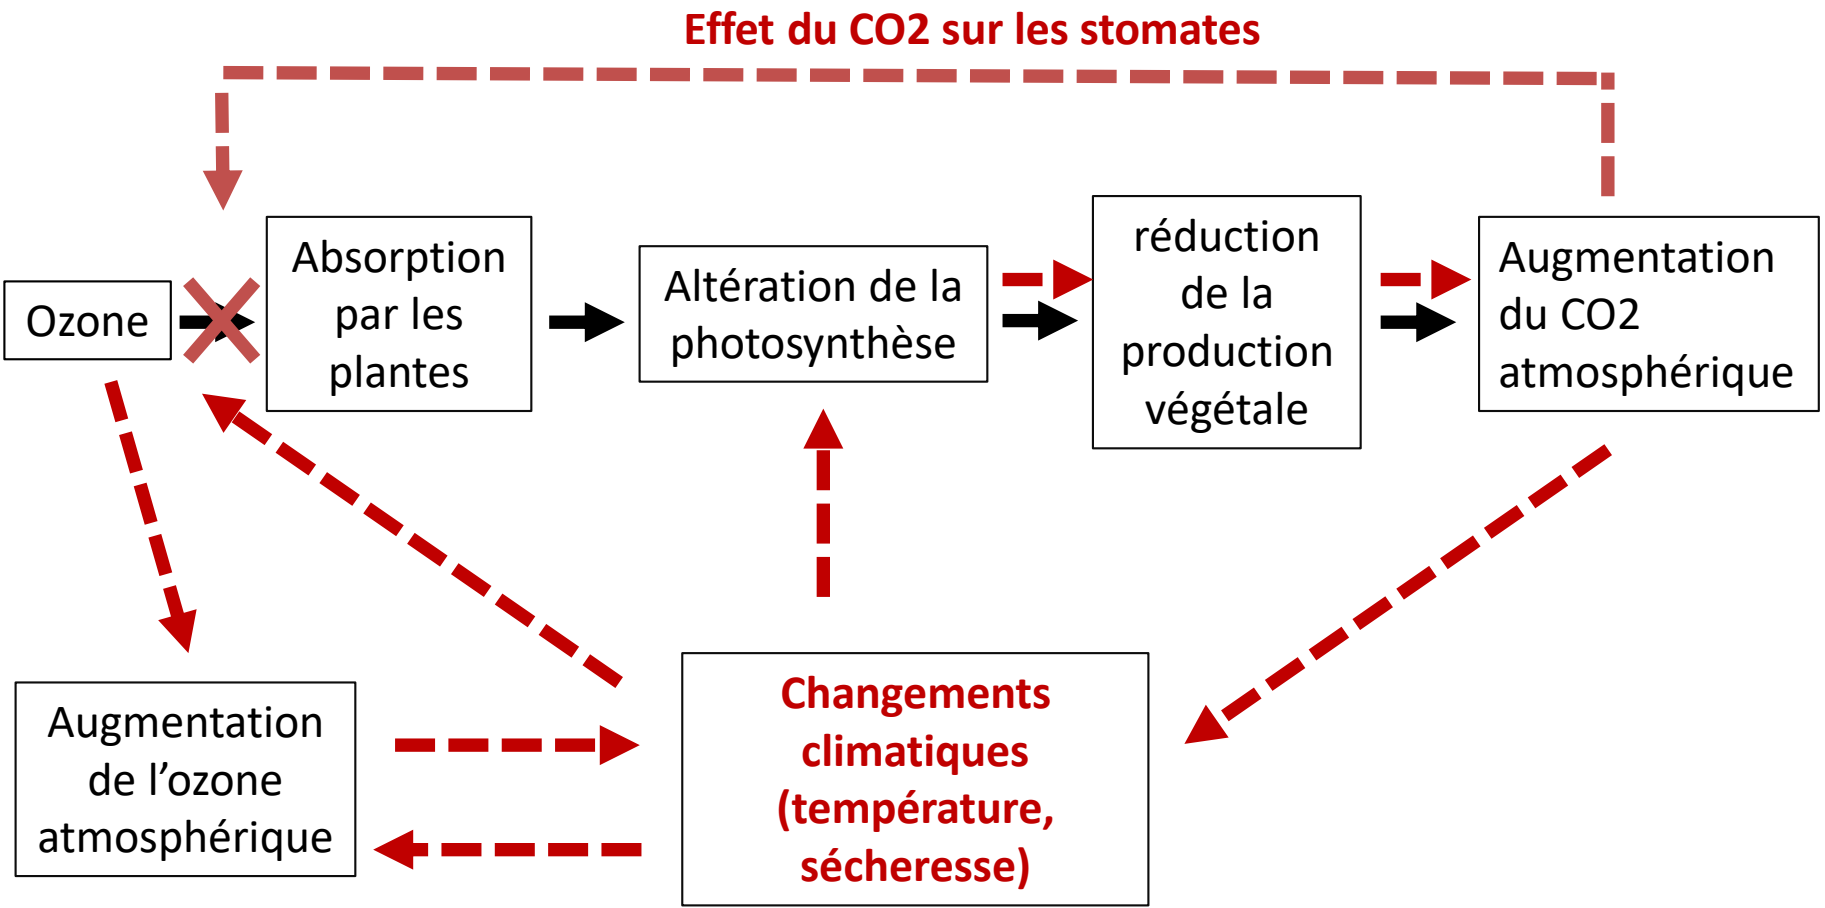 Effet du CO2 sur les stomates
Ozone
Absorption
par les
plantes
Altération de la
photosynthèse
réduction
de la
production
végétale
Augmentation
du CO2
atmosphérique
Augmentation
de l’ozone
atmosphérique
Changements
climatiques
(température,
sécheresse)